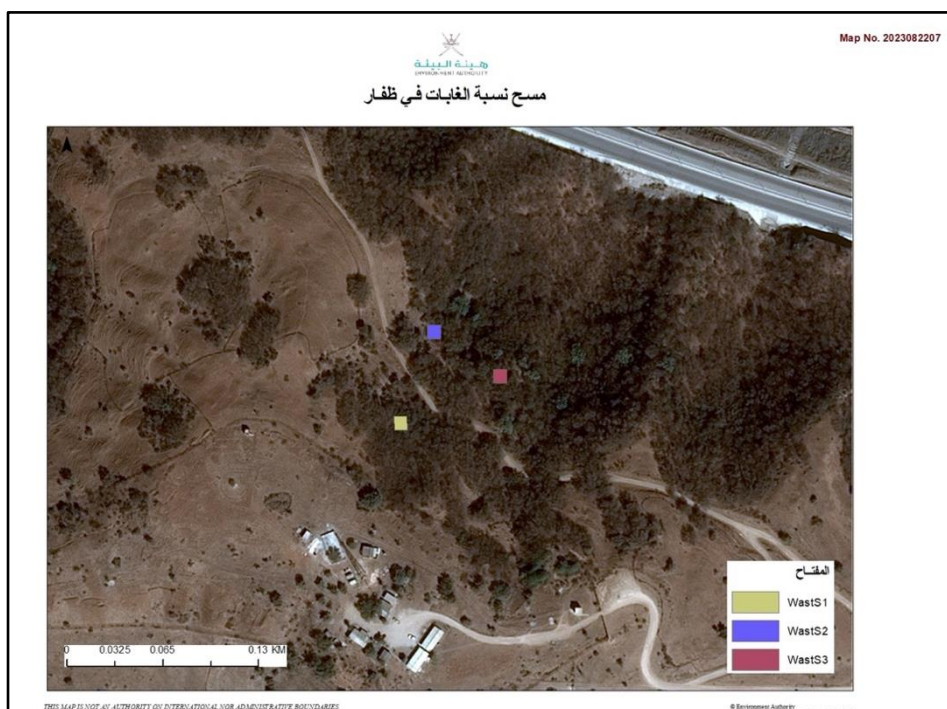 Map No. 2023082207
هيئة البيئة
ENVIRONMENT AUTHORITY
مسح نسبة الغابات في ظفار
المفتاح
WastS1
WastS2
WastS3
0 0.0325 0.065 0.13 KM
THIS MAP IS NOT AN AUTHORITY ON INTERNATIONAL NOR ADMINISTRATIVE BOUNDARIES.
© Environment Authority